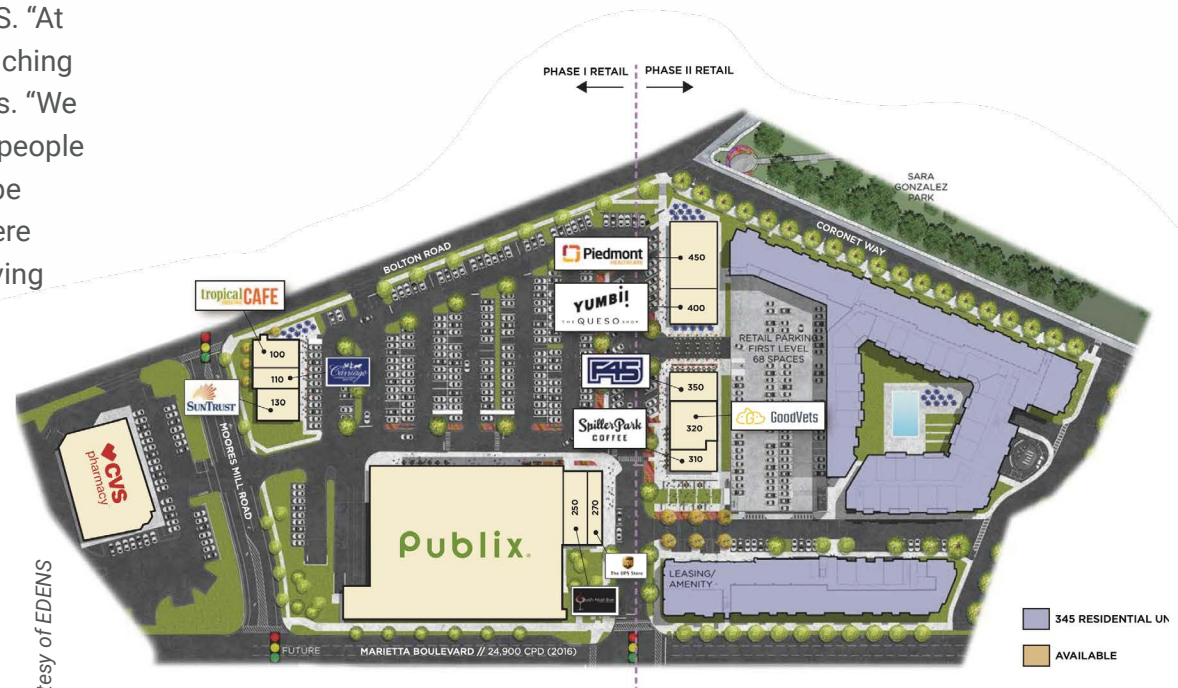 S. “At
ching
s. “We
people
be
ere
ving
tesy of EDENS
PHASE I RETAIL
PHASE II RETAIL
SARA
GONZALEZ
PARK
CORONET WAY
BOLTON ROAD
Piedmont
HEALTHCARE
450
YUMBii!
THE QUESO SHOP
400
tropical CAFE
100
110
Carriage
130
SUNTRUST
RETAIL PARKING
FIRST LEVEL
68 SPACES
F45
350
320
GoodVets
SpillerPark
COFFEE
310
CVS
pharmacy
MOORES MILL ROAD
Publix.
250
270
The UPS Store
LEASING/
AMENITY
FUTURE
MARIETTA BOULEVARD // 24,900 CPD (2016)
345 RESIDENTIAL UN
AVAILABLE